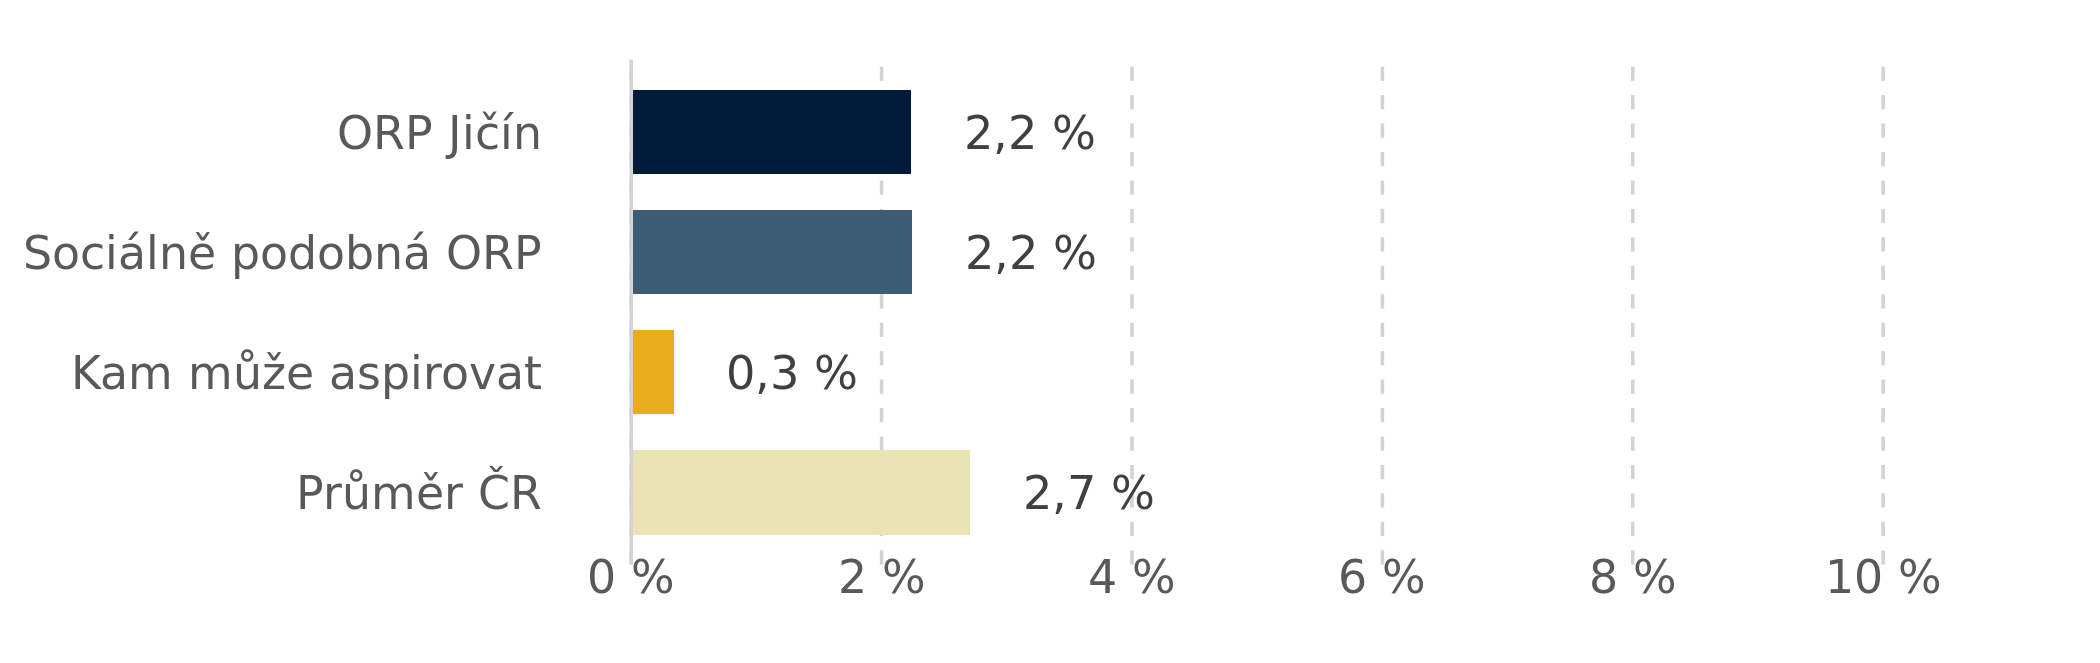 ORP Jičín 2,2 %
Sociálně podobná ORP 2,2 %
Kam může aspirovat 0,3 %
Průměr ČR 2,7 %
0 % 2 % 4 % 6 % 8 % 10 %